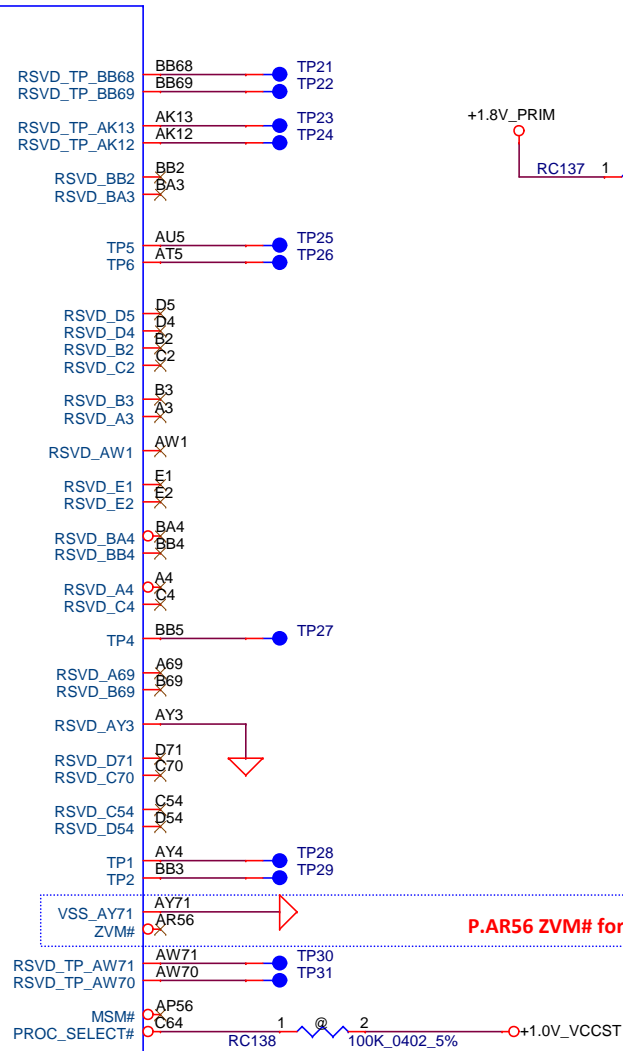 RSVD_TP_BB68 BB68 TP21
RSVD_TP_BB69 BB69 TP22
RSVD_TP_AK13 AK13 TP23
RSVD_TP_AK12 AK12 TP24
+1.8V_PRIM
RC137 1
RSVD_BB2 BB2
RSVD_BA3 BA3
TP5 AU5 TP25
TP6 AT5 TP26
RSVD_D5 D5
RSVD_D4 D4
RSVD_B2 B2
RSVD_C2 C2
RSVD_B3 B3
RSVD_A3 A3
RSVD_AW1 AW1
RSVD_E1 E1
RSVD_E2 E2
RSVD_BA4 BA4
RSVD_BB4 BB4
RSVD_A4 A4
RSVD_C4 C4
TP4 BB5 TP27
RSVD_A69 A69
RSVD_B69 B69
RSVD_AY3 AY3
RSVD_D71 D71
RSVD_C70 C70
RSVD_C54 C54
RSVD_D54 D54
TP1 AY4 TP28
TP2 BB3 TP29
VSS_AY71 AY71
ZVM# AR56
P.AR56 ZVM# for
RSVD_TP_AW71 AW71 TP30
RSVD_TP_AW70 AW70 TP31
MSM# AP56
PROC_SELECT# C64 1 @ 2 +1.0V_VCCST
RC138 100K_0402_5%